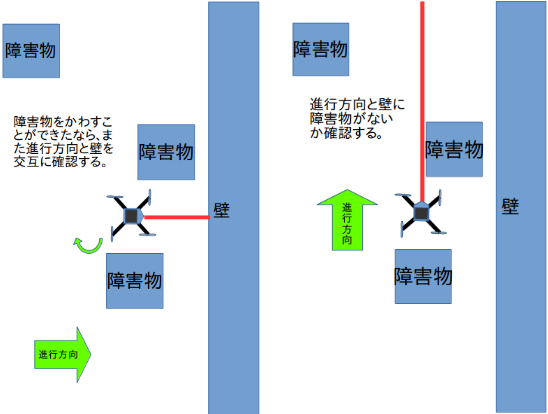 障害物
障害物をかわすこ
とができたなら、ま
た進行方向と壁を
交互に確認する。
障害物
壁
障害物
進行方向
障害物
進行方向と壁に
障害物がない
か確認する。
障害物
壁
進行方向
障害物